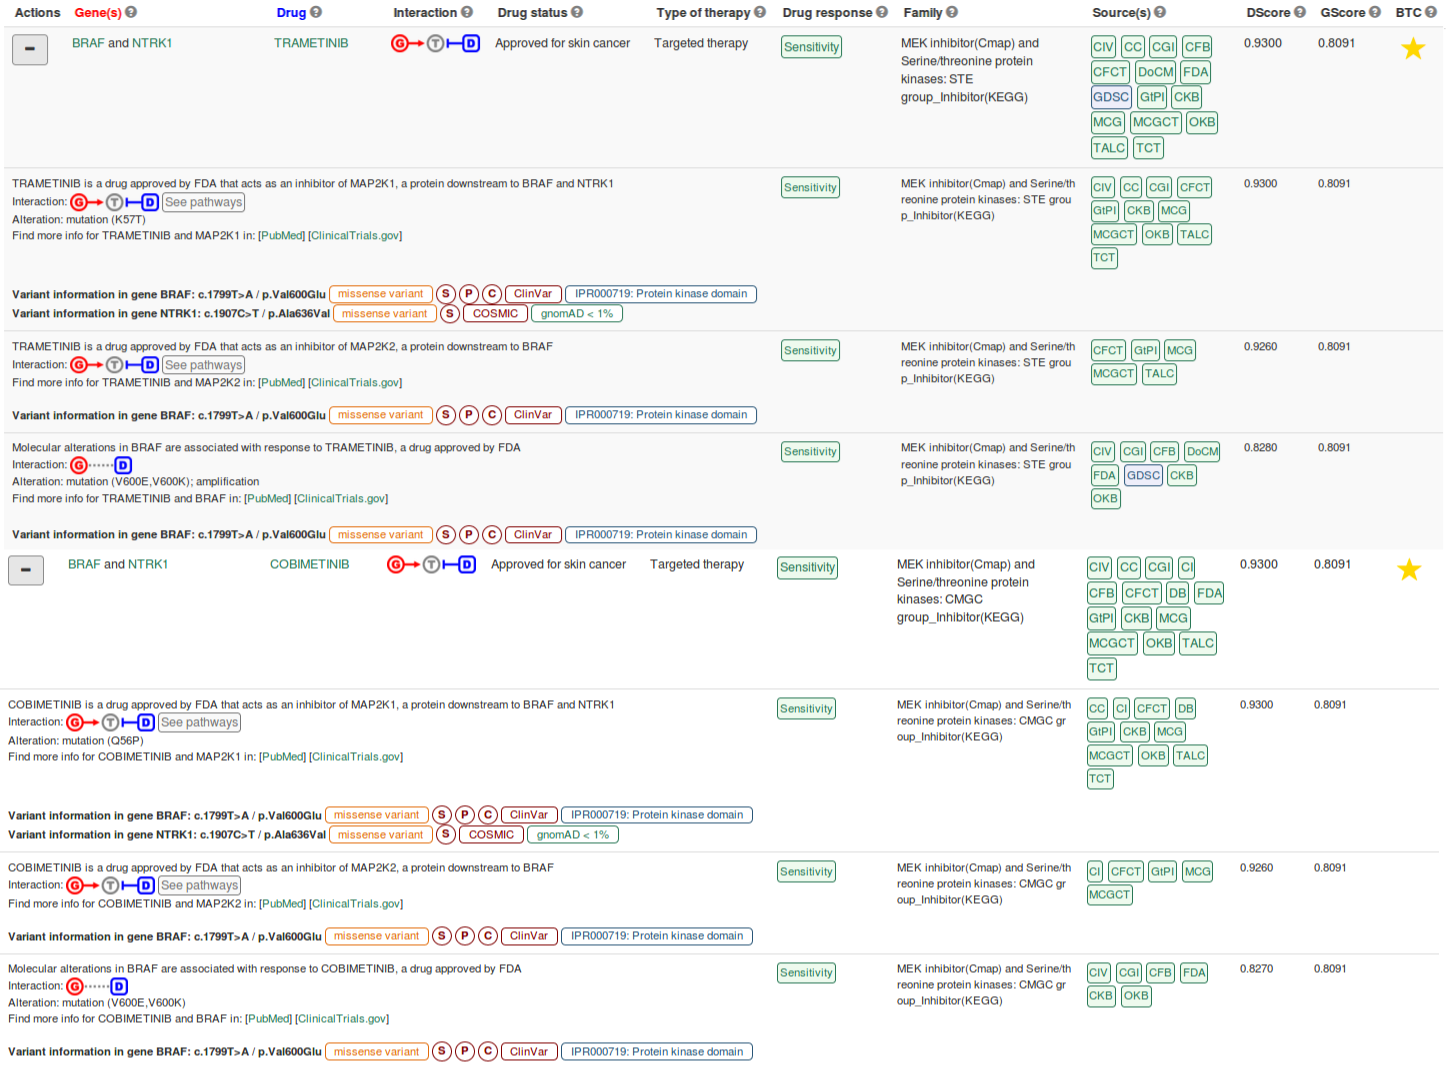 Actions Gene(s) ? Drug ? Interaction ? Drug status ? Type of therapy ? Drug response ? Family ? Source(s) ? DScore ? GScore ? BTC ?
− BRAF and NTRK1 TRAMETINIB G T D Approved for skin cancer Targeted therapy Sensitivity MEK inhibitor(Cmap) and CIV CC CGI CFB 0.9300 0.8091
Serine/threonine protein
kinases: STE CFCT DoCM FDA
group_Inhibitor(KEGG) GDSC GtPI CKB
MCG MCGCT OKB
TALC TCT
TRAMETINIB is a drug approved by FDA that acts as an inhibitor of MAP2K1, a protein downstream to BRAF and NTRK1 Sensitivity MEK inhibitor(Cmap) and Serine/th CIV CC CGI CFCT 0.9300 0.8091
Interaction: G T D See pathways reonine protein kinases: STE grou GtPI CKB MCG
Alteration: mutation (K57T) p_Inhibitor(KEGG)
Find more info for TRAMETINIB and MAP2K1 in: [PubMed] [ClinicalTrials.gov] MCGCT OKB TALC
TCT
Variant information in gene BRAF: c.1799T>A / p.Val600Glu missense variant S P C ClinVar IPR000719: Protein kinase domain
Variant information in gene NTRK1: c.1907C>T / p.Ala636Val missense variant S COSMIC gnomAD < 1%
TRAMETINIB is a drug approved by FDA that acts as an inhibitor of MAP2K2, a protein downstream to BRAF Sensitivity MEK inhibitor(Cmap) and Serine/th CFCT GtPI MCG 0.9260 0.8091
Interaction: G T D See pathways reonine protein kinases: STE grou MCGCT TALC
Find more info for TRAMETINIB and MAP2K2 in: [PubMed] [ClinicalTrials.gov] p_Inhibitor(KEGG)
Variant information in gene BRAF: c.1799T>A / p.Val600Glu missense variant S P C ClinVar IPR000719: Protein kinase domain
Molecular alterations in BRAF are associated with response to TRAMETINIB, a drug approved by FDA Sensitivity MEK inhibitor(Cmap) and Serine/th CIV CGI CFB DoCM 0.8280 0.8091
Interaction: G D reonine protein kinases: STE grou FDA GDSC CKB
Alteration: mutation (V600E,V600K); amplification p_Inhibitor(KEGG)
Find more info for TRAMETINIB and BRAF in: [PubMed] [ClinicalTrials.gov] OKB
Variant information in gene BRAF: c.1799T>A / p.Val600Glu missense variant S P C ClinVar IPR000719: Protein kinase domain
− BRAF and NTRK1 COBIMETINIB G T D Approved for skin cancer Targeted therapy Sensitivity MEK inhibitor(Cmap) and CIV CC CGI CI 0.9300 0.8091
Serine/threonine protein
kinases: CMGC CFB CFCT DB FDA
group_Inhibitor(KEGG) GtPI CKB MCG
MCGCT OKB TALC
TCT
COBIMETINIB is a drug approved by FDA that acts as an inhibitor of MAP2K1, a protein downstream to BRAF and NTRK1 Sensitivity MEK inhibitor(Cmap) and Serine/th CC CI CFCT DB 0.9300 0.8091
Interaction: G T D See pathways reonine protein kinases: CMGC gr GtPI CKB MCG
Alteration: mutation (Q56P) oup_Inhibitor(KEGG)
Find more info for COBIMETINIB and MAP2K1 in: [PubMed] [ClinicalTrials.gov] MCGCT OKB TALC
TCT
Variant information in gene BRAF: c.1799T>A / p.Val600Glu missense variant S P C ClinVar IPR000719: Protein kinase domain
Variant information in gene NTRK1: c.1907C>T / p.Ala636Val missense variant S COSMIC gnomAD < 1%
COBIMETINIB is a drug approved by FDA that acts as an inhibitor of MAP2K2, a protein downstream to BRAF Sensitivity MEK inhibitor(Cmap) and Serine/th CI CFCT GtPI MCG 0.9260 0.8091
Interaction: G T D See pathways reonine protein kinases: CMGC gr MCGCT
Find more info for COBIMETINIB and MAP2K2 in: [PubMed] [ClinicalTrials.gov] oup_Inhibitor(KEGG)
Variant information in gene BRAF: c.1799T>A / p.Val600Glu missense variant S P C ClinVar IPR000719: Protein kinase domain
Molecular alterations in BRAF are associated with response to COBIMETINIB, a drug approved by FDA Sensitivity MEK inhibitor(Cmap) and Serine/th CIV CGI CFB FDA 0.8270 0.8091
Interaction: G D reonine protein kinases: CMGC gr CKB OKB
Alteration: mutation (V600E,V600K) oup_Inhibitor(KEGG)
Find more info for COBIMETINIB and BRAF in: [PubMed] [ClinicalTrials.gov]
Variant information in gene BRAF: c.1799T>A / p.Val600Glu missense variant S P C ClinVar IPR000719: Protein kinase domain